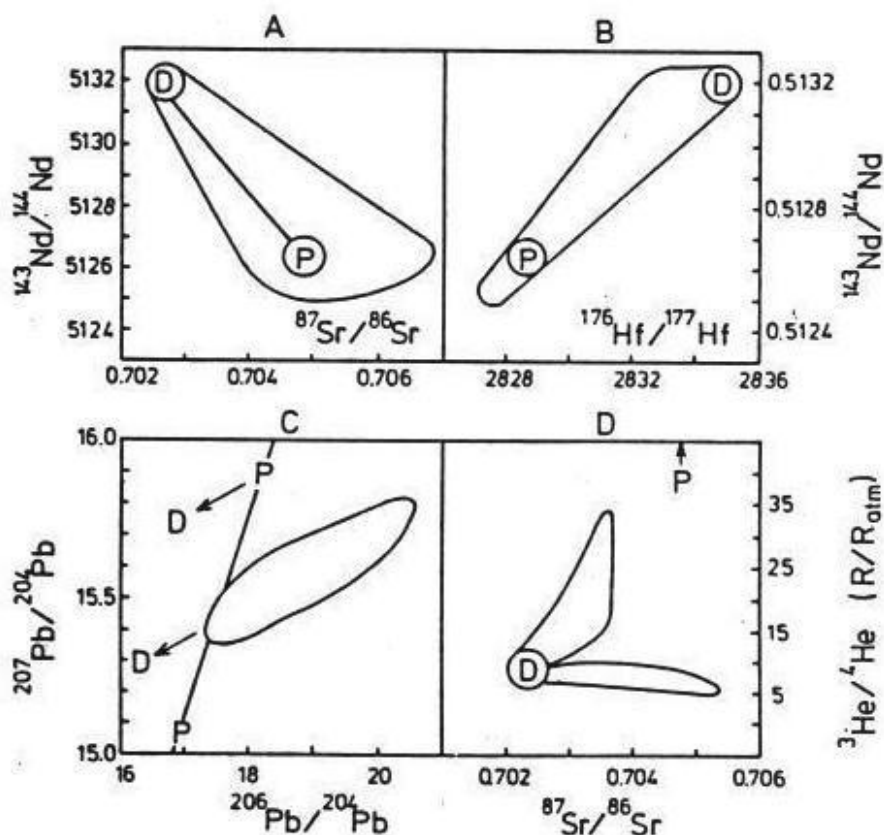 A
B
5132
5130
5128
5126
5124
¹⁴³Nd/¹⁴⁴Nd
D
P
⁸⁷Sr/⁸⁶Sr
0.702
0.704
0.706
D
P
¹⁷⁶Hf/¹⁷⁷Hf
2828
2832
2836
0.5132
0.5128
0.5124
¹⁴³Nd/¹⁴⁴Nd
C
D
16.0
15.5
15.0
²⁰⁷Pb/²⁰⁴Pb
P
D
D
P
16
18
20
²⁰⁶Pb/²⁰⁴Pb
P
D
35
25
15
5
³He/⁴He (R/Ratm)
0.702
0.704
0.706
⁸⁷Sr/⁸⁶Sr